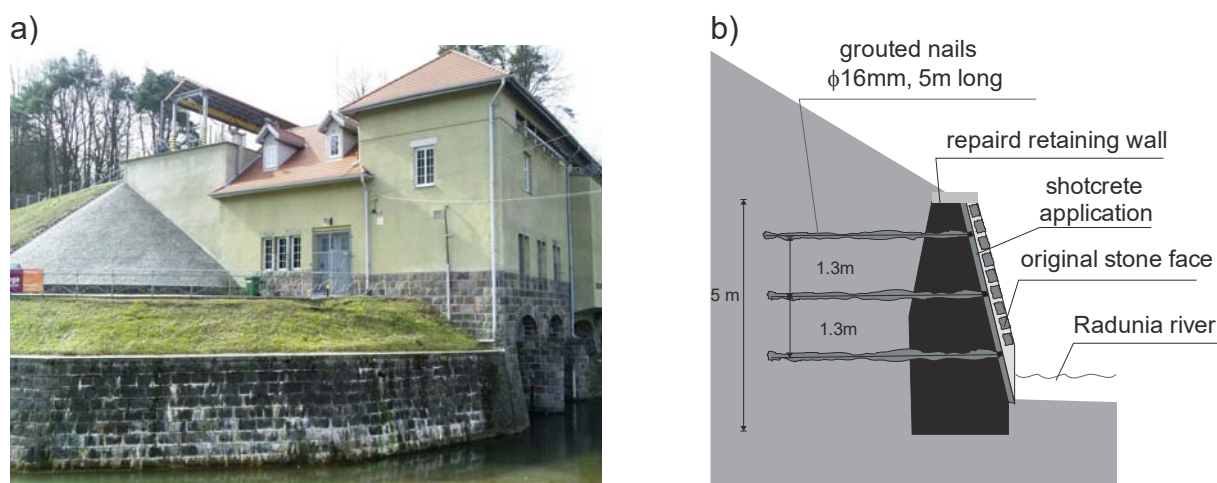 a)
b)
grouted nails
ϕ16mm, 5m long
repaird retaining wall
shotcrete
application
original stone face
1.3m
5 m
1.3m
Radunia river